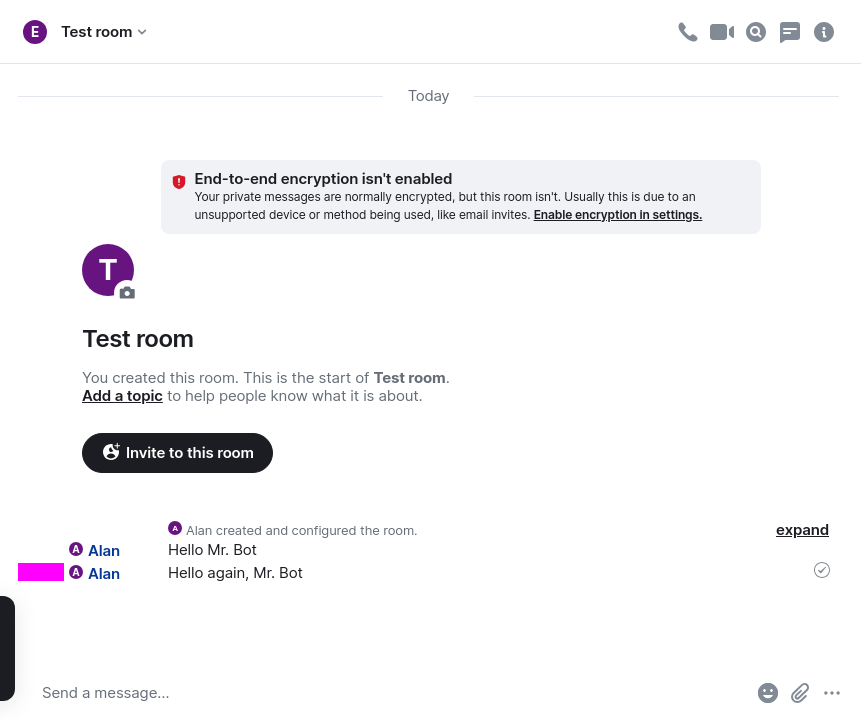 E Test room
Today
End-to-end encryption isn't enabled
Your private messages are normally encrypted, but this room isn't. Usually this is due to an
unsupported device or method being used, like email invites. Enable encryption in settings.
T
Test room
You created this room. This is the start of Test room.
Add a topic to help people know what it is about.
Invite to this room
A Alan created and configured the room. expand
A Alan Hello Mr. Bot
A Alan Hello again, Mr. Bot
Send a message…